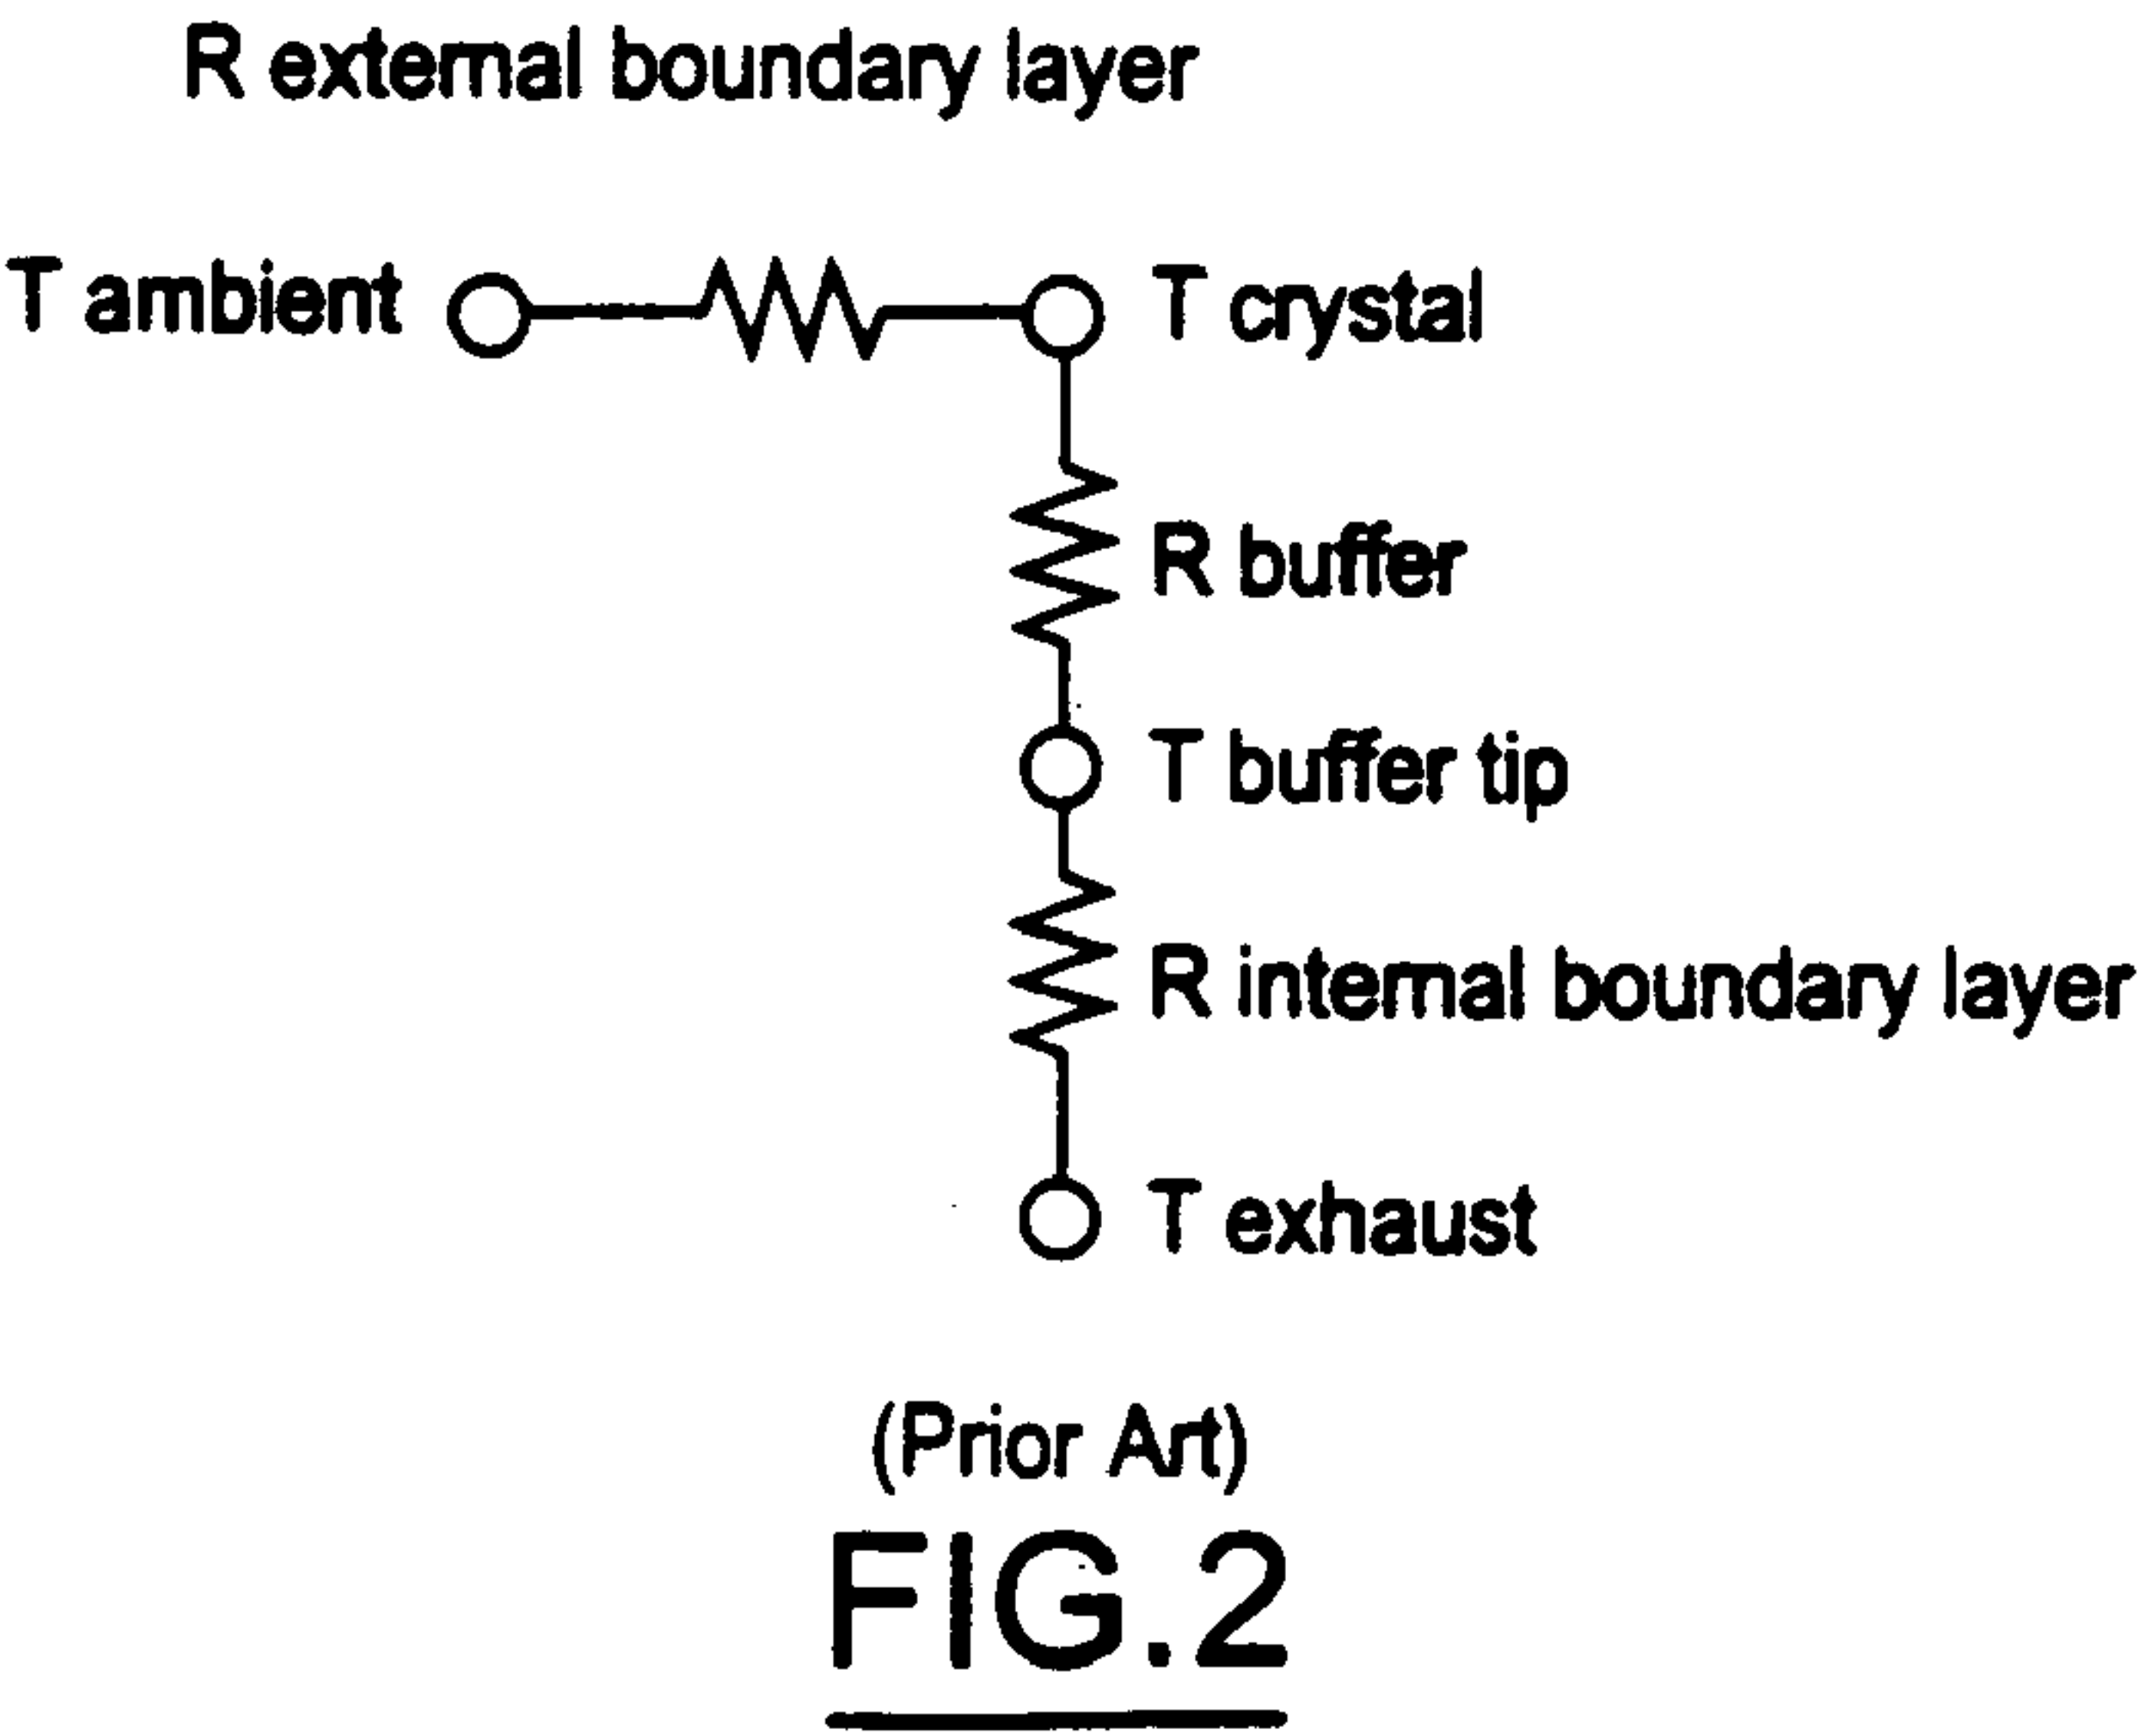 R external boundary layer
T ambient
T crystal
R buffer
T buffer tip
R internal boundary layer
T exhaust
(Prior Art)
FIG.2